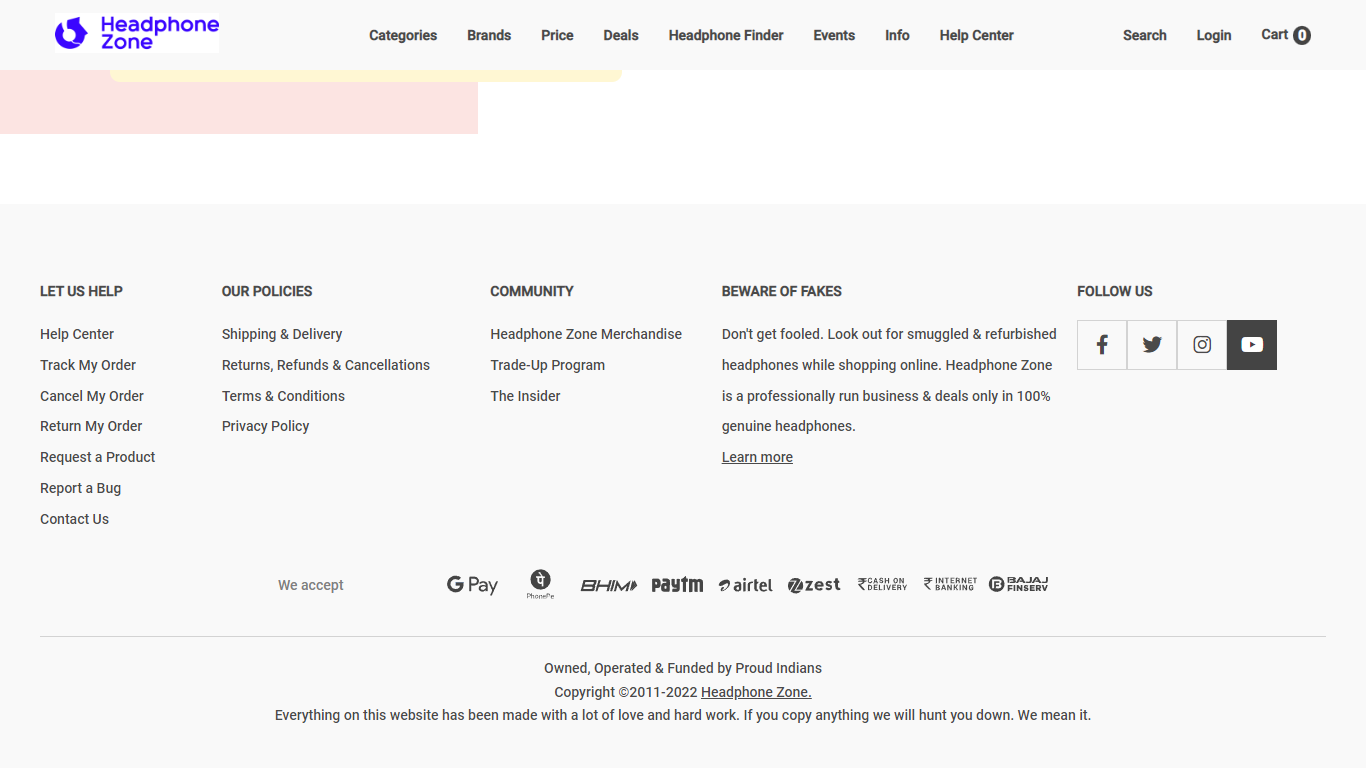 Headphone
Zone
Categories Brands Price Deals Headphone Finder Events Info Help Center Search Login Cart 0
LET US HELP
Help Center
Track My Order
Cancel My Order
Return My Order
Request a Product
Report a Bug
Contact Us
OUR POLICIES
Shipping & Delivery
Returns, Refunds & Cancellations
Terms & Conditions
Privacy Policy
COMMUNITY
Headphone Zone Merchandise
Trade-Up Program
The Insider
BEWARE OF FAKES
Don't get fooled. Look out for smuggled & refurbished
headphones while shopping online. Headphone Zone
is a professionally run business & deals only in 100%
genuine headphones.
Learn more
FOLLOW US
We accept
G Pay
पे
PhonePe
BHIM
paytm
airtel
zest
₹ CASH ON
DELIVERY
₹ INTERNET
BANKING
B BAJAJ
FINSERV
Owned, Operated & Funded by Proud Indians
Copyright ©2011-2022 Headphone Zone.
Everything on this website has been made with a lot of love and hard work. If you copy anything we will hunt you down. We mean it.